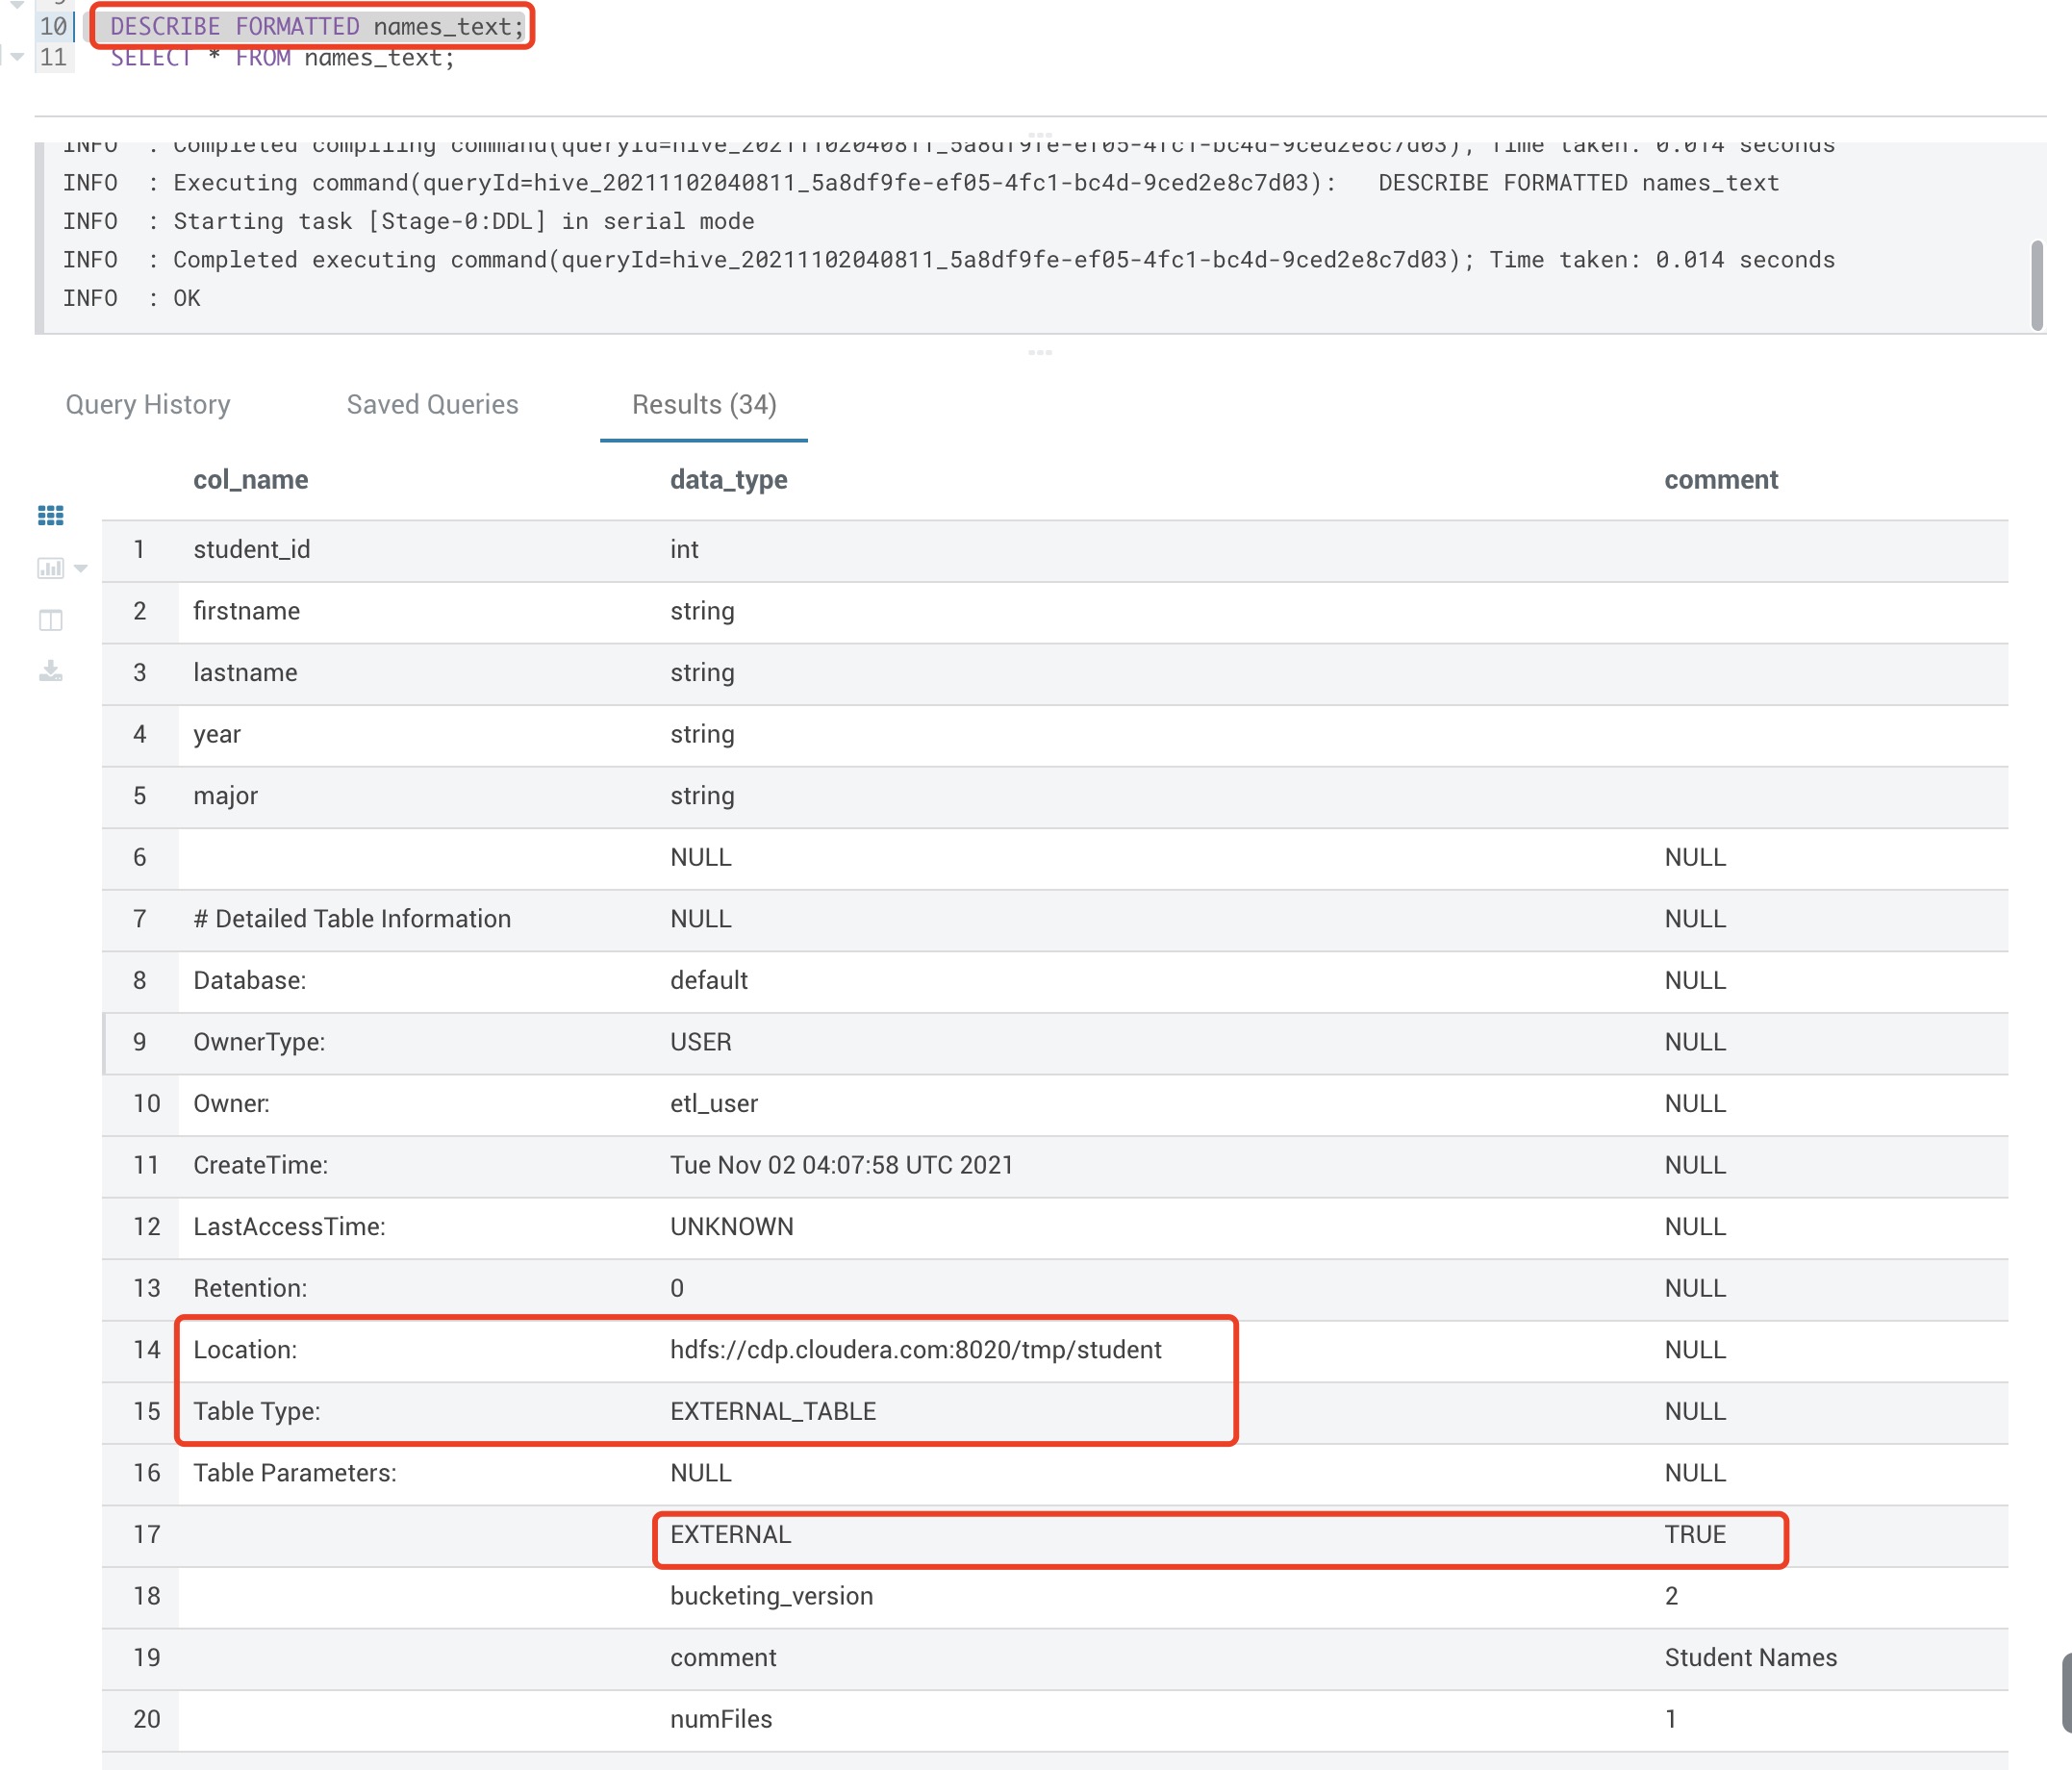 10 DESCRIBE FORMATTED names_text;
11 SELECT * FROM names_text;
INFO : Completed compiling command(queryId=hive_20211102040811_5a8df9fe-ef05-4fc1-bc4d-9ced2e8c7d03); Time taken: 0.014 seconds
INFO : Executing command(queryId=hive_20211102040811_5a8df9fe-ef05-4fc1-bc4d-9ced2e8c7d03): DESCRIBE FORMATTED names_text
INFO : Starting task [Stage-0:DDL] in serial mode
INFO : Completed executing command(queryId=hive_20211102040811_5a8df9fe-ef05-4fc1-bc4d-9ced2e8c7d03); Time taken: 0.014 seconds
INFO : OK
Query History Saved Queries Results (34)
col_name data_type comment
1 student_id int
2 firstname string
3 lastname string
4 year string
5 major string
6 NULL NULL
7 # Detailed Table Information NULL NULL
8 Database: default NULL
9 OwnerType: USER NULL
10 Owner: etl_user NULL
11 CreateTime: Tue Nov 02 04:07:58 UTC 2021 NULL
12 LastAccessTime: UNKNOWN NULL
13 Retention: 0 NULL
14 Location: hdfs://cdp.cloudera.com:8020/tmp/student NULL
15 Table Type: EXTERNAL_TABLE NULL
16 Table Parameters: NULL NULL
17 EXTERNAL TRUE
18 bucketing_version 2
19 comment Student Names
20 numFiles 1